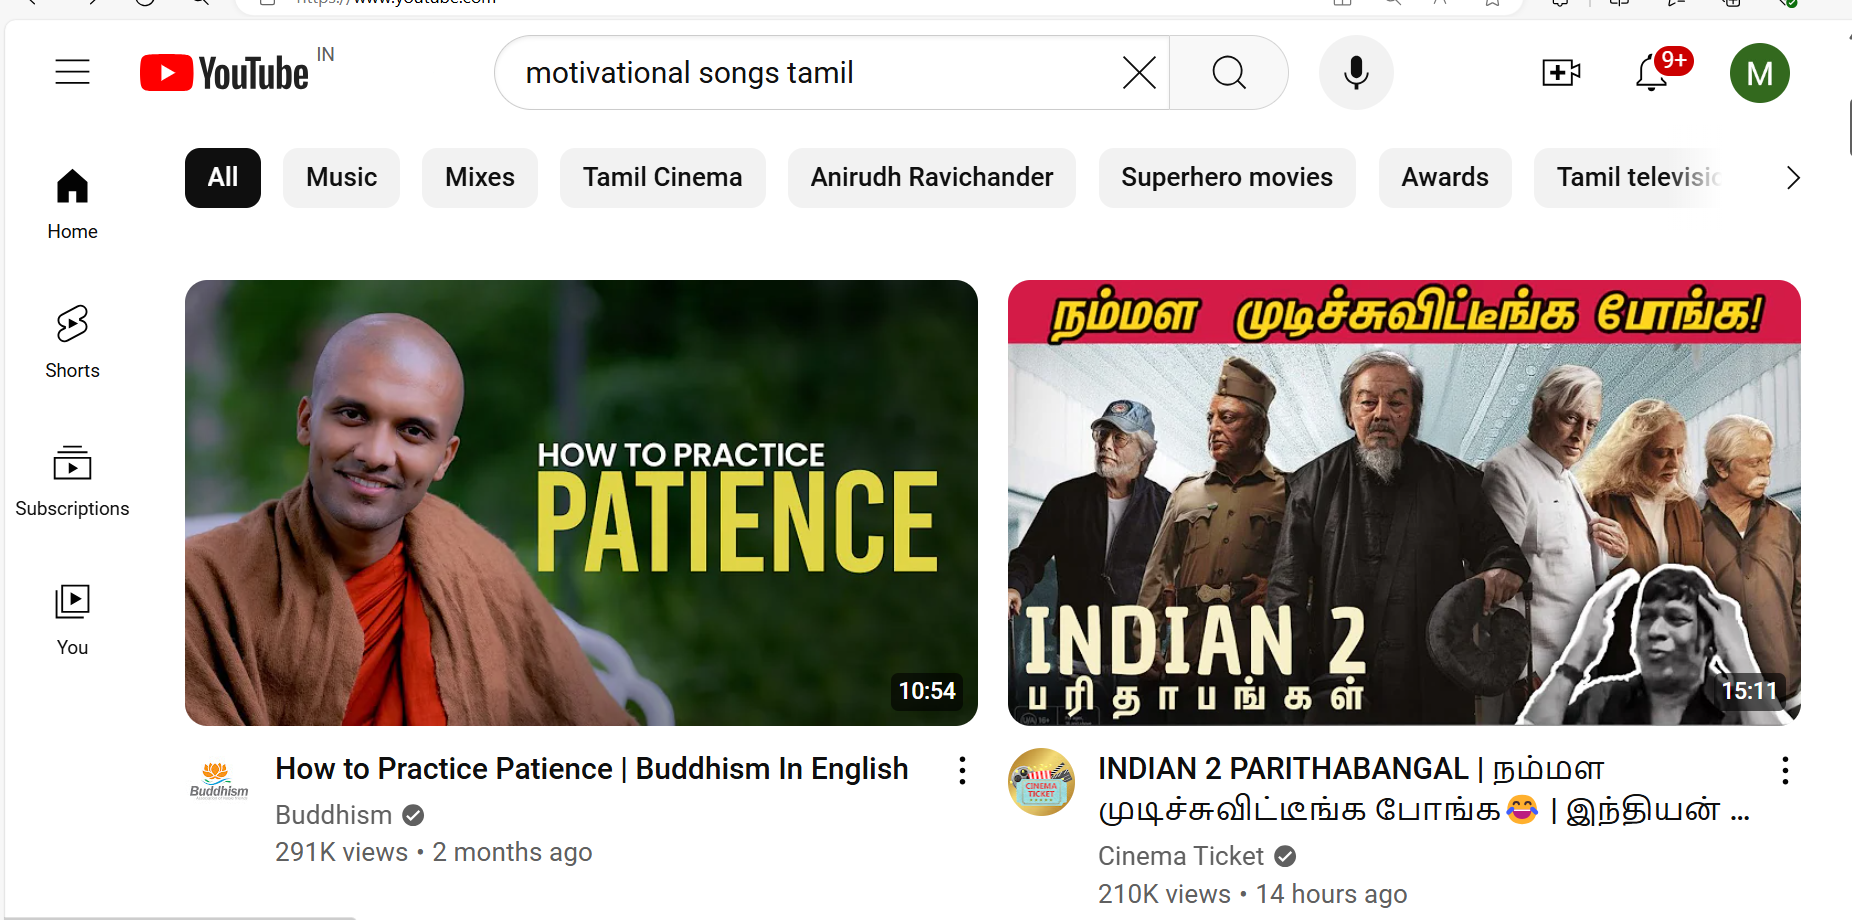 https://www.youtube.com
YouTube IN
motivational songs tamil
9+
M
All
Music
Mixes
Tamil Cinema
Anirudh Ravichander
Superhero movies
Awards
Tamil televisio
Home
Shorts
Subscriptions
You
HOW TO PRACTICE
PATIENCE
10:54
Buddhism
How to Practice Patience | Buddhism In English
Buddhism
291K views • 2 months ago
நம்மள முடிச்சுவிட்டீங்க போங்க!
INDIAN 2
பரிதாபங்கள்
15:11
CINEMA
TICKET
INDIAN 2 PARITHABANGAL | நம்மள
முடிச்சுவிட்டீங்க போங்க😂 | இந்தியன் ...
Cinema Ticket
210K views • 14 hours ago